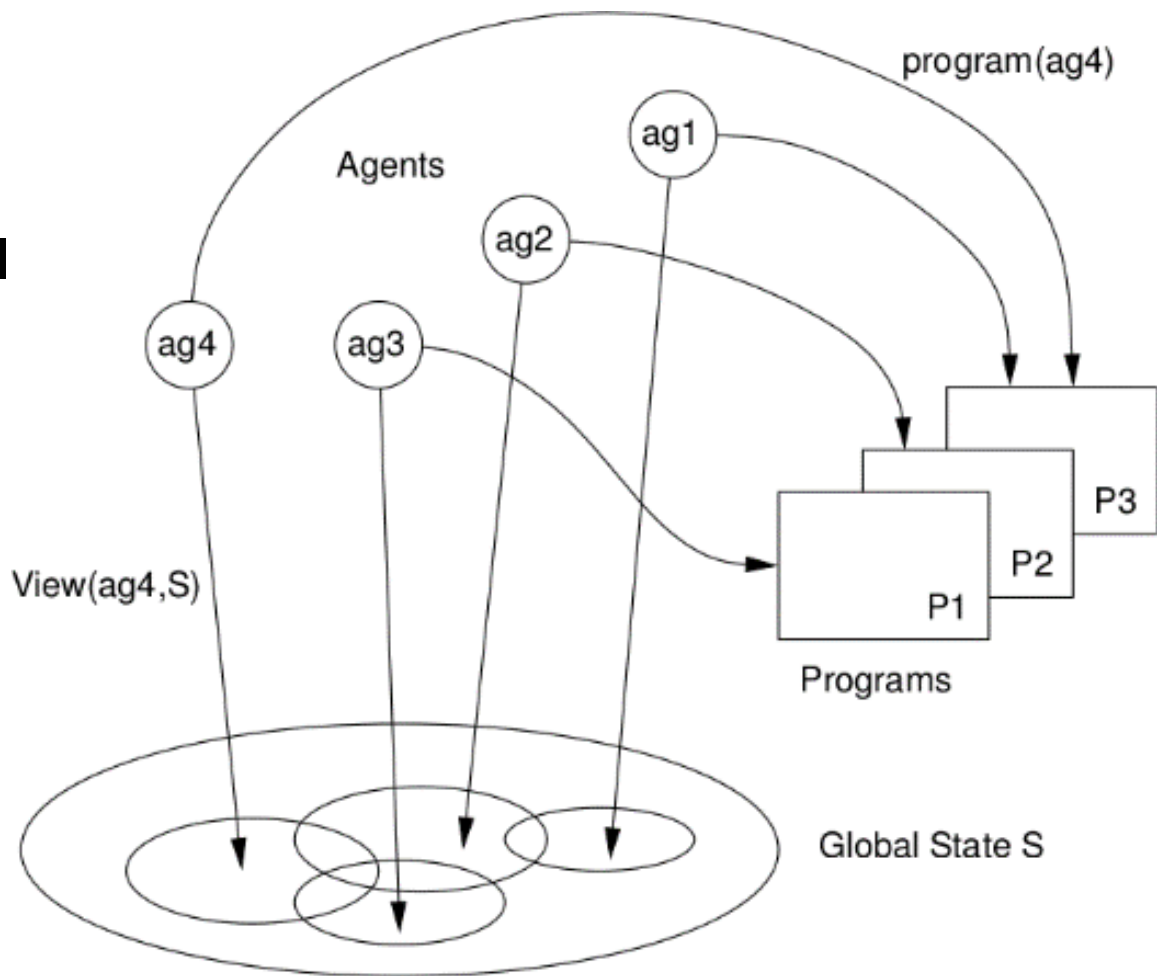 program(ag4)
ag1
Agents
ag2
ag4
ag3
P3
P2
View(ag4,S)
P1
Programs
Global State S